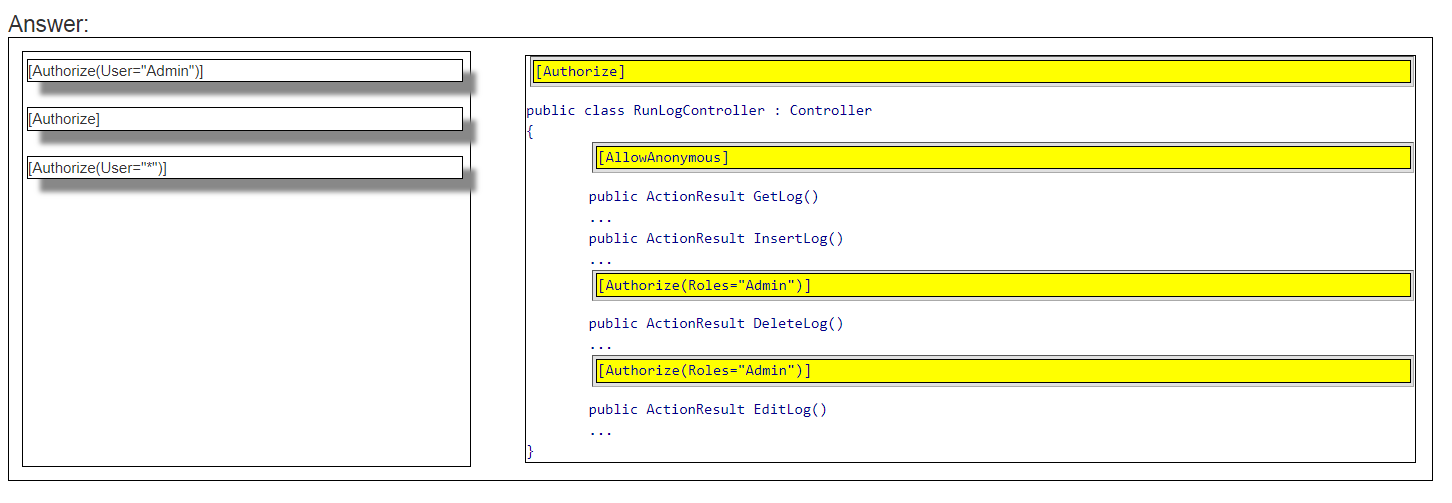 Answer:
[Authorize(User="Admin")]
[Authorize]
[Authorize(User="*")]
[Authorize]
public class RunLogController : Controller
{
[AllowAnonymous]
public ActionResult GetLog()
...
public ActionResult InsertLog()
...
[Authorize(Roles="Admin")]
public ActionResult DeleteLog()
...
[Authorize(Roles="Admin")]
public ActionResult EditLog()
...
}